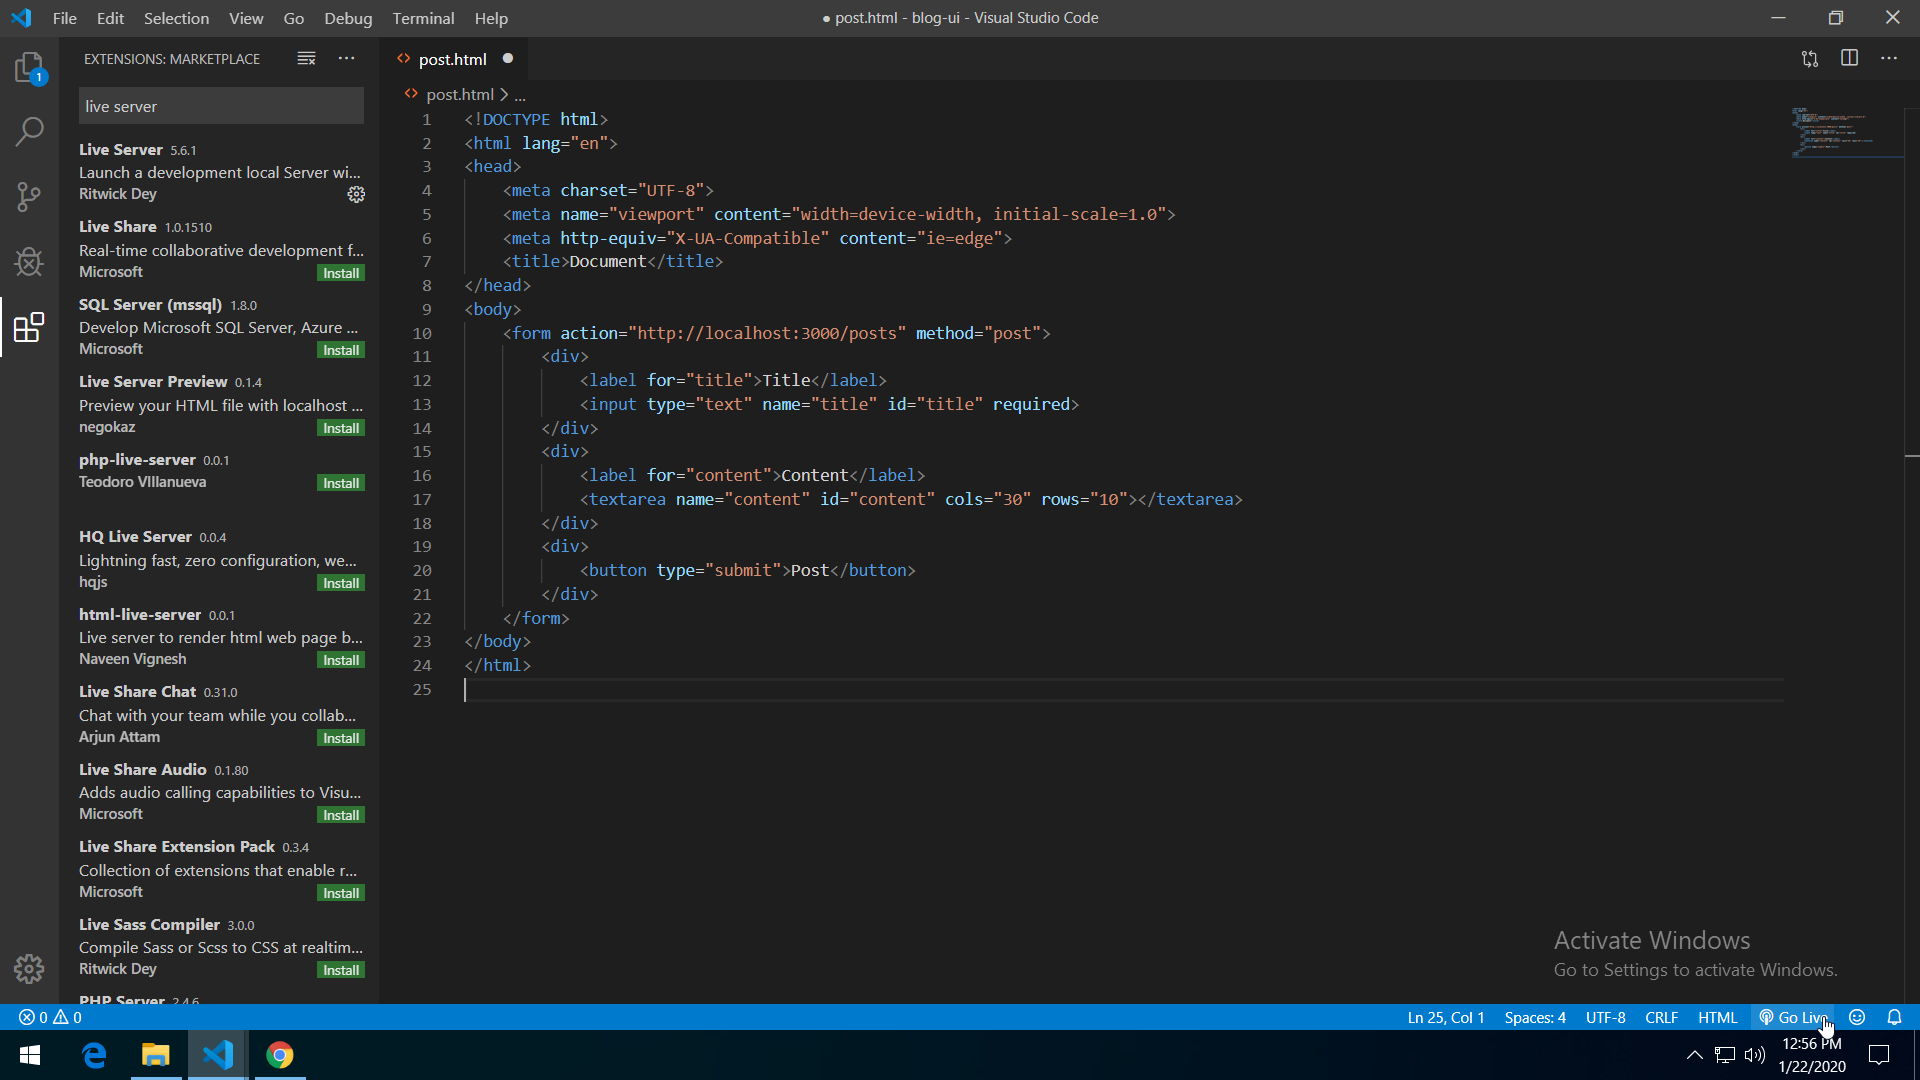 File Edit Selection View Go Debug Terminal Help
● post.html - blog-ui - Visual Studio Code
EXTENSIONS: MARKETPLACE
1
live server
Live Server 5.6.1
Launch a development local Server wi...
Ritwick Dey
Live Share 1.0.1510
Real-time collaborative development f...
Microsoft Install
SQL Server (mssql) 1.8.0
Develop Microsoft SQL Server, Azure ...
Microsoft Install
Live Server Preview 0.1.4
Preview your HTML file with localhost ...
negokaz Install
php-live-server 0.0.1
Teodoro VIllanueva Install
HQ Live Server 0.0.4
Lightning fast, zero configuration, we...
hqjs Install
html-live-server 0.0.1
Live server to render html web page b...
Naveen Vignesh Install
Live Share Chat 0.31.0
Chat with your team while you collab...
Arjun Attam Install
Live Share Audio 0.1.80
Adds audio calling capabilities to Visu...
Microsoft Install
Live Share Extension Pack 0.3.4
Collection of extensions that enable r...
Microsoft Install
Live Sass Compiler 3.0.0
Compile Sass or Scss to CSS at realtim...
Ritwick Dey Install
PHP Server 2.4.6
post.html
post.html > ...
1 <!DOCTYPE html>
2 <html lang="en">
3 <head>
4 <meta charset="UTF-8">
5 <meta name="viewport" content="width=device-width, initial-scale=1.0">
6 <meta http-equiv="X-UA-Compatible" content="ie=edge">
7 <title>Document</title>
8 </head>
9 <body>
10 <form action="http://localhost:3000/posts" method="post">
11 <div>
12 <label for="title">Title</label>
13 <input type="text" name="title" id="title" required>
14 </div>
15 <div>
16 <label for="content">Content</label>
17 <textarea name="content" id="content" cols="30" rows="10"></textarea>
18 </div>
19 <div>
20 <button type="submit">Post</button>
21 </div>
22 </form>
23 </body>
24 </html>
25
Activate Windows
Go to Settings to activate Windows.
0 0
Ln 25, Col 1 Spaces: 4 UTF-8 CRLF HTML Go Live
12:56 PM
1/22/2020